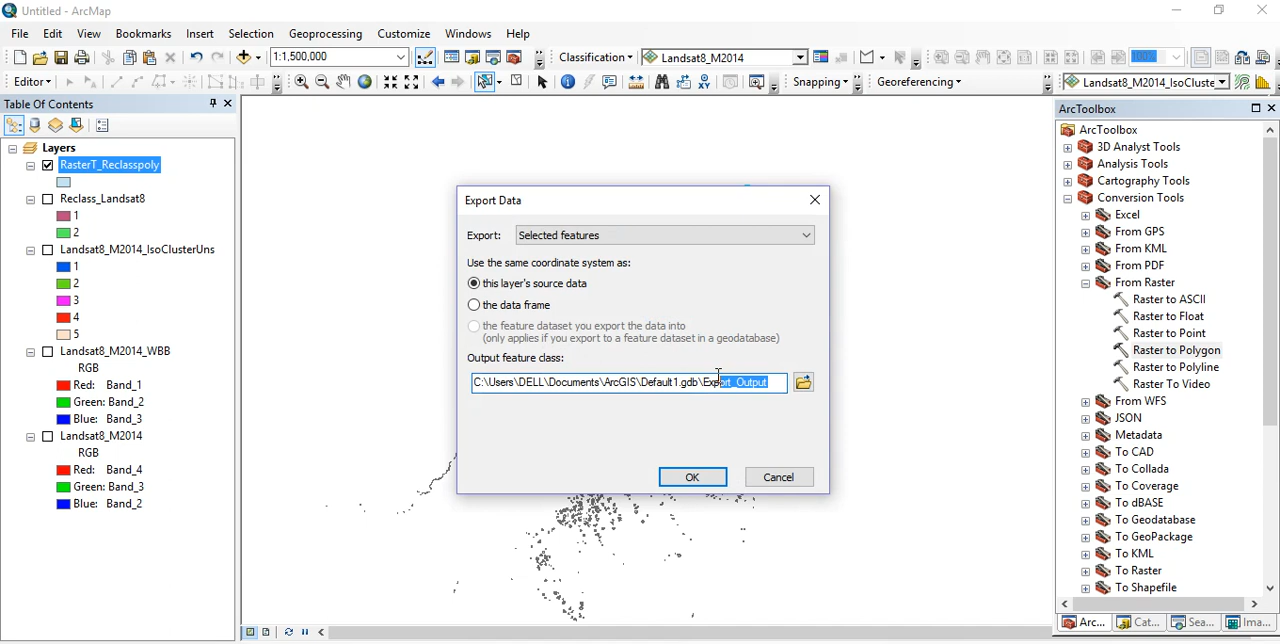 Untitled - ArcMap
File Edit View Bookmarks Insert Selection Geoprocessing Customize Windows Help
1:1,500,000 Classification Landsat8_M2014 100%
Editor Snapping Georeferencing Landsat8_M2014_IsoCluste
Table Of Contents
Layers
RasterT_Reclasspoly
Reclass_Landsat8
1
2
Landsat8_M2014_IsoClusterUns
1
2
3
4
5
Landsat8_M2014_WBB
RGB
Red: Band_1
Green: Band_2
Blue: Band_3
Landsat8_M2014
RGB
Red: Band_4
Green: Band_3
Blue: Band_2
Export Data
Export: Selected features
Use the same coordinate system as:
this layer's source data
the data frame
the feature dataset you export the data into
(only applies if you export to a feature dataset in a geodatabase)
Output feature class:
C:\Users\DELL\Documents\ArcGIS\Default1.gdb\Export_Output
OK Cancel
ArcToolbox
ArcToolbox
3D Analyst Tools
Analysis Tools
Cartography Tools
Conversion Tools
Excel
From GPS
From KML
From PDF
From Raster
Raster to ASCII
Raster to Float
Raster to Point
Raster to Polygon
Raster to Polyline
Raster To Video
From WFS
JSON
Metadata
To CAD
To Collada
To Coverage
To dBASE
To Geodatabase
To GeoPackage
To KML
To Raster
To Shapefile
Arc... Cat... Sea... Ima...